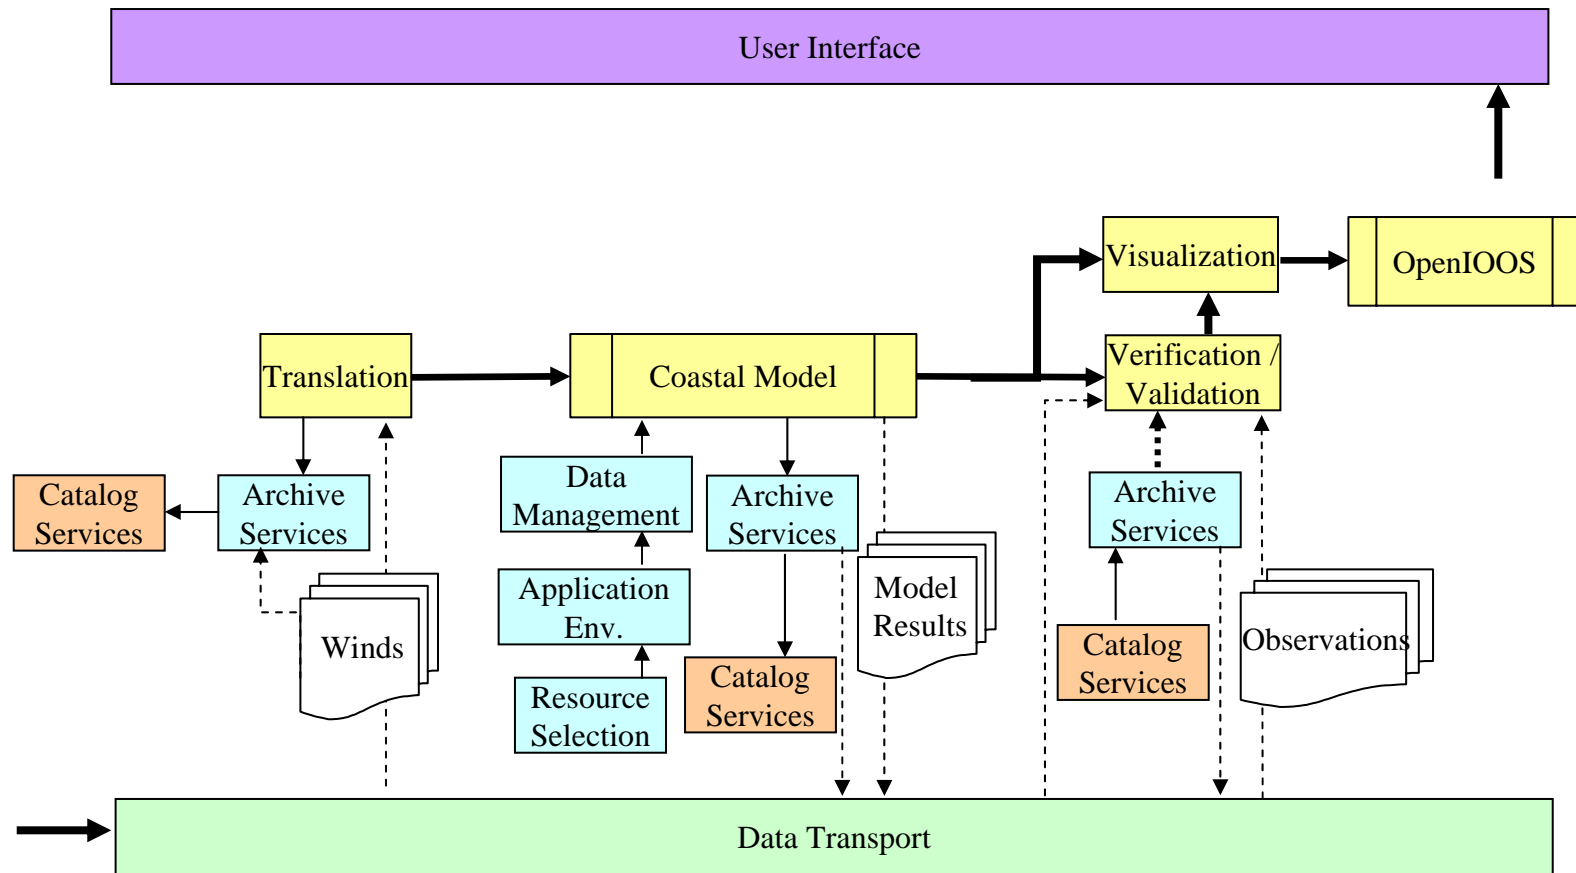 User Interface
Visualization
OpenIOOS
Translation
Coastal Model
Verification /
Validation
Catalog
Services
Archive
Services
Data
Management
Archive
Services
Archive
Services
Winds
Application
Env.
Model
Results
Catalog
Services
Observations
Resource
Selection
Catalog
Services
Data Transport